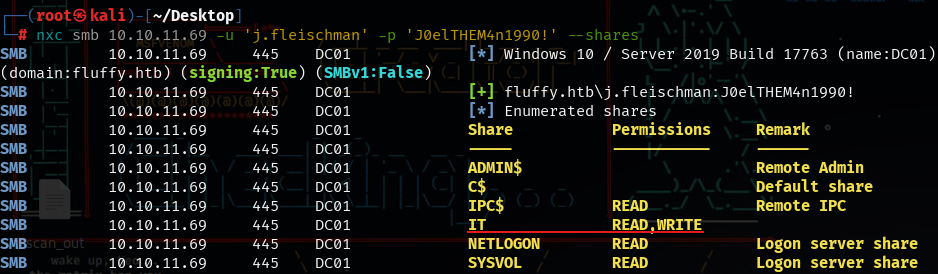 (root㉿kali)-[~/Desktop]
# nxc smb 10.10.11.69 -u 'j.fleischman' -p 'J0elTHEM4n1990!' --shares
SMB 10.10.11.69 445 DC01 [*] Windows 10 / Server 2019 Build 17763 (name:DC01)
(domain:fluffy.htb) (signing:True) (SMBv1:False)
SMB 10.10.11.69 445 DC01 [+] fluffy.htb\j.fleischman:J0elTHEM4n1990!
SMB 10.10.11.69 445 DC01 [*] Enumerated shares
SMB 10.10.11.69 445 DC01 Share Permissions Remark
SMB 10.10.11.69 445 DC01 ----- ----------- ------
SMB 10.10.11.69 445 DC01 ADMIN$ Remote Admin
SMB 10.10.11.69 445 DC01 C$ Default share
SMB 10.10.11.69 445 DC01 IPC$ READ Remote IPC
SMB 10.10.11.69 445 DC01 IT READ,WRITE
SMB 10.10.11.69 445 DC01 NETLOGON READ Logon server share
SMB 10.10.11.69 445 DC01 SYSVOL READ Logon server share
scan_out
wake up,